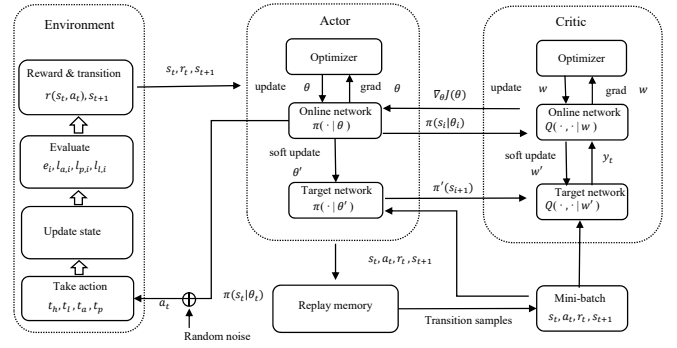 Environment
Actor
Critic
Reward & transition
r(s_t, a_t), s_{t+1}
s_t, r_t, s_{t+1}
Optimizer
Optimizer
update θ grad θ
update w grad w
Online network
π( · | θ)
∇_θ J(θ)
Online network
Q( · , · | w)
π(s_i|θ_i)
Evaluate
e_i, l_{a,i}, l_{p,i}, l_{l,i}
soft update
θ′
soft update
w′
y_t
Target network
π( · | θ′)
π′(s_{i+1})
Target network
Q( · , · | w′)
Update state
s_t, a_t, r_t, s_{t+1}
Take action
t_h, t_l, t_a, t_p
a_t
π(s_t|θ_t)
Random noise
Replay memory
Transition samples
Mini-batch
s_t, a_t, r_t, s_{t+1}